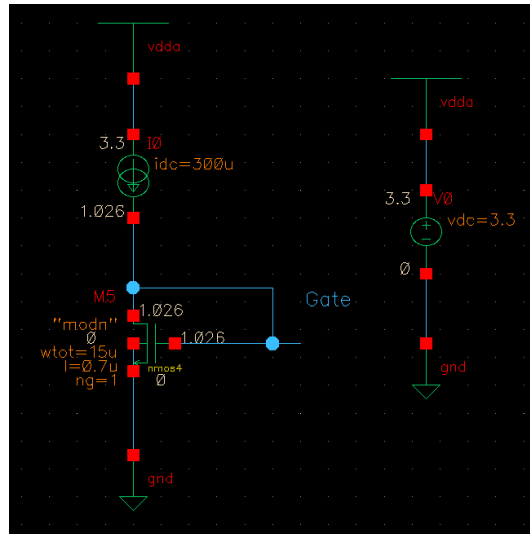 vdda
vdda
3.3
I0
idc=300u
1.026
3.3
V0
vdc=3.3
0
M5
Gate
1.026
"modn"
0
1.026
wtot=15u
l=0.7u
nmos4
ng=1
0
gnd
gnd